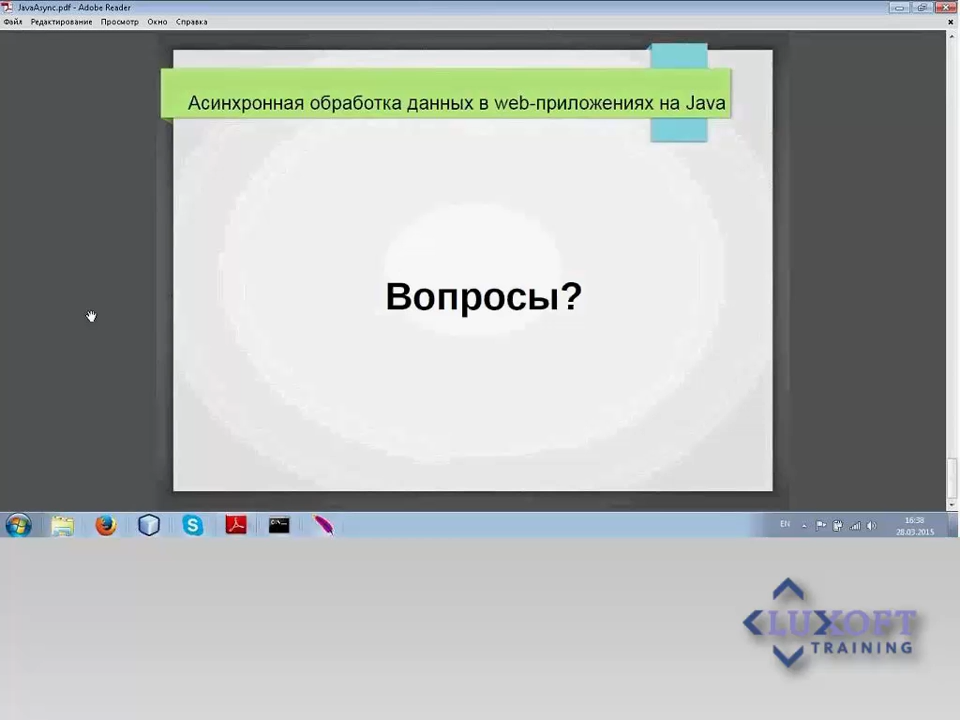 JavaAsync.pdf - Adobe Reader
Файл Редактирование Просмотр Окно Справка
Асинхронная обработка данных в web-приложениях на Java
Вопросы?
EN
16:38
28.03.2015
LUXOFT
TRAINING